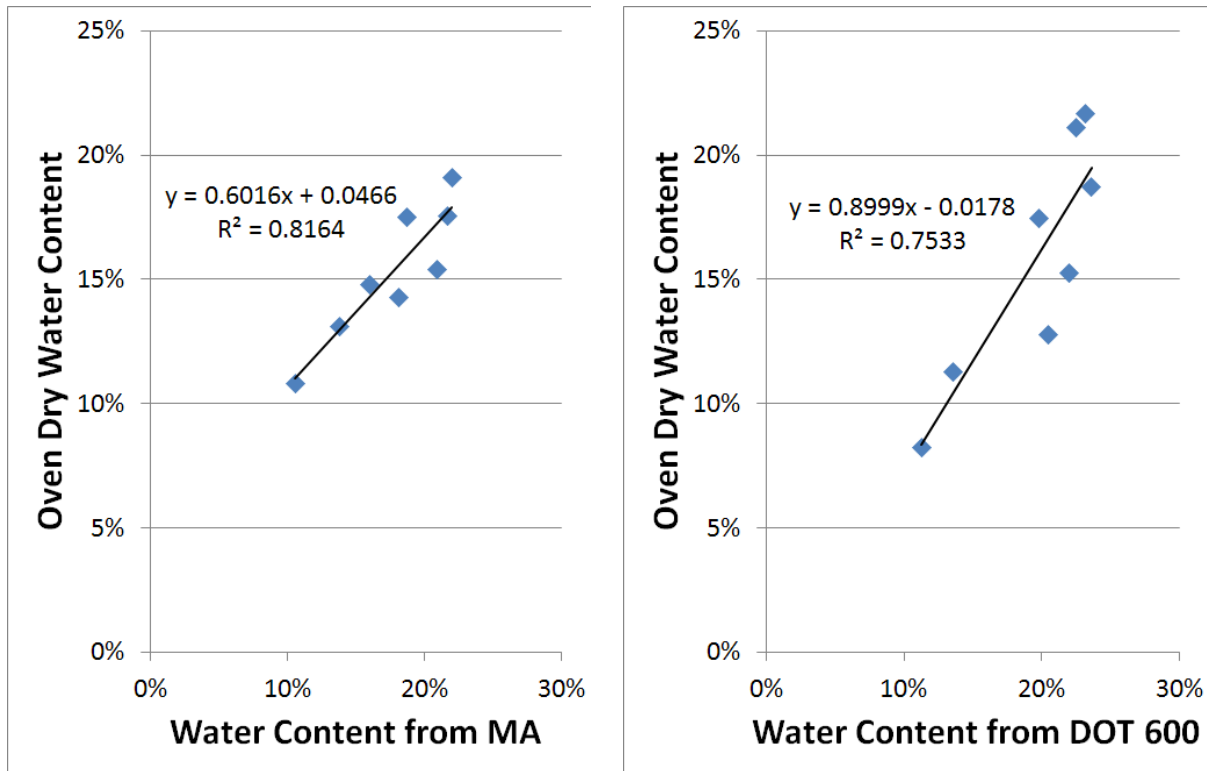 25%
20%
15%
10%
5%
0%
0%
10%
20%
30%
Oven Dry Water Content
y = 0.6016x + 0.0466
R² = 0.8164
Water Content from MA
25%
20%
15%
10%
5%
0%
0%
10%
20%
30%
Oven Dry Water Content
y = 0.8999x - 0.0178
R² = 0.7533
Water Content from DOT 600